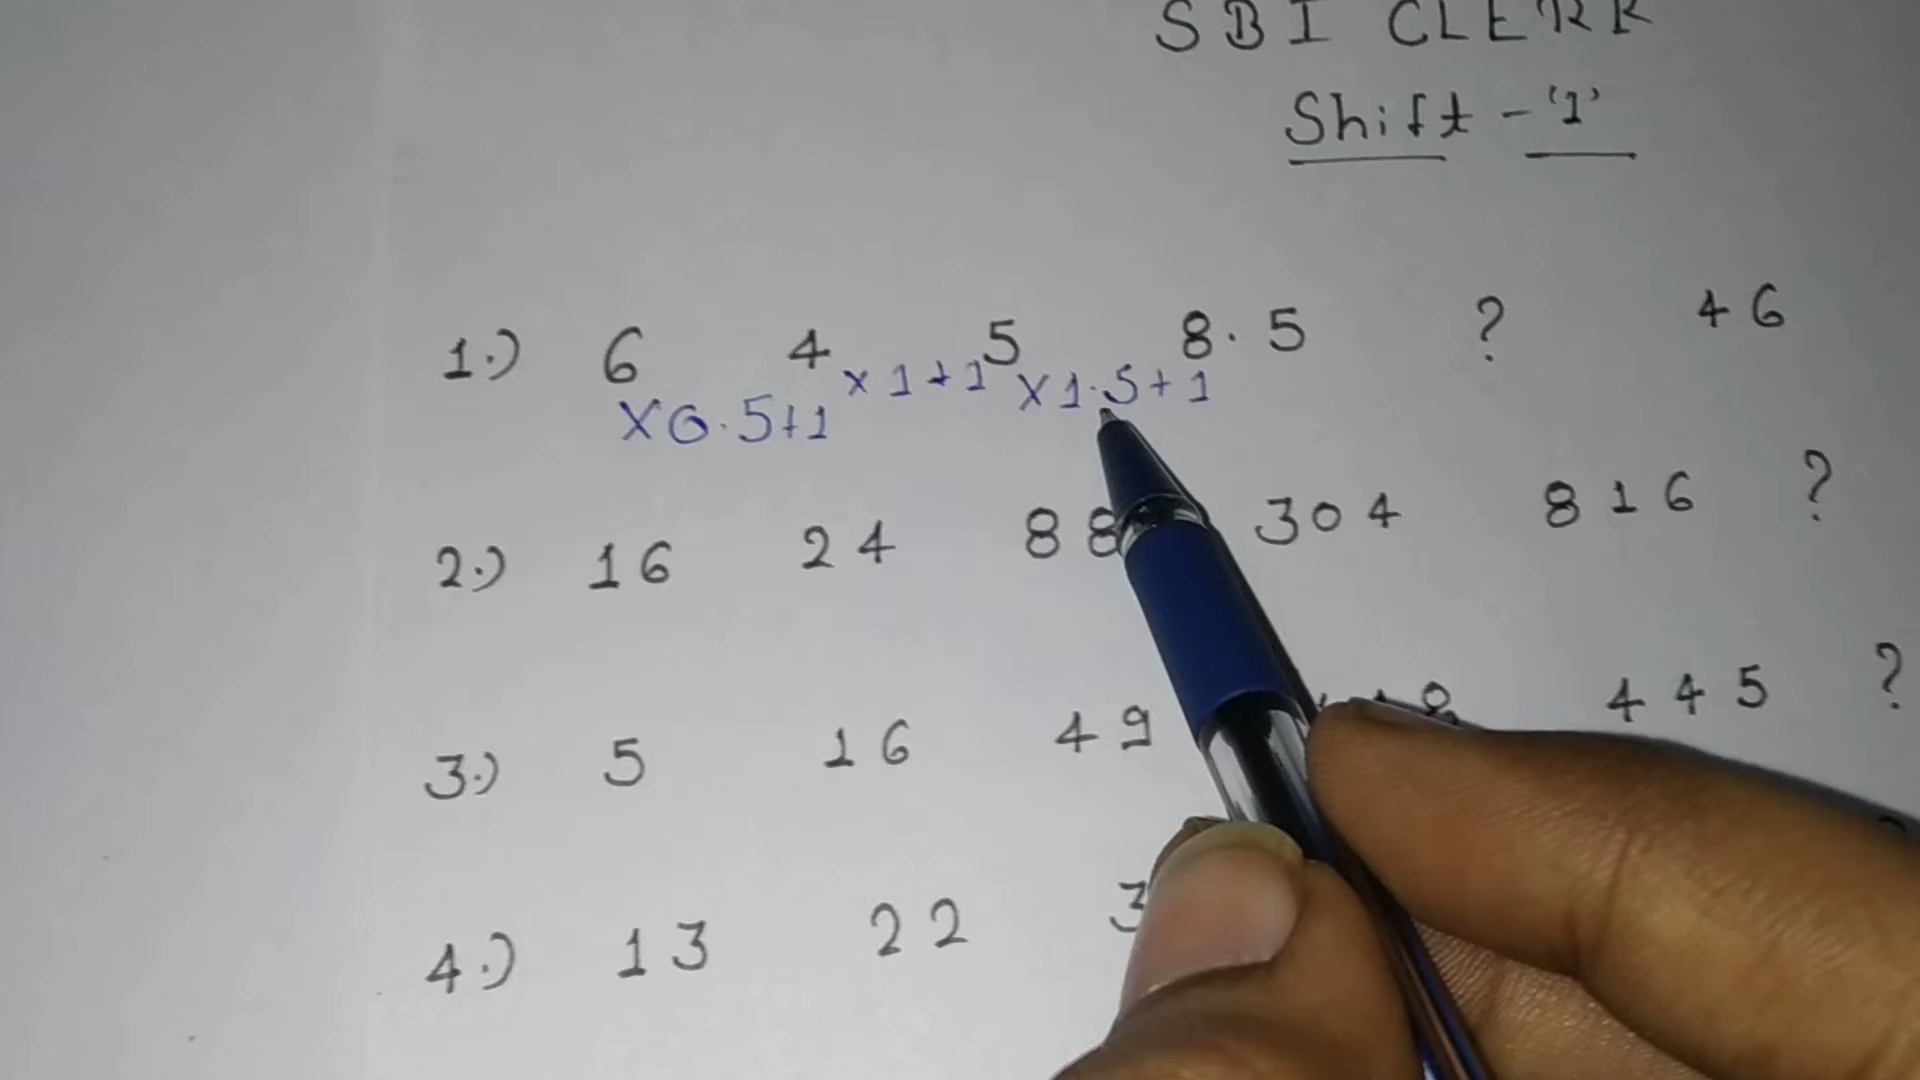 SBI CLERK
Shift - '1'
1.) 6 4 5 8.5 ? 46
×0.5+1 ×1+1 ×1.5+1
2.) 16 24 88 304 816 ?
3.) 5 16 49 445 ?
4.) 13 22